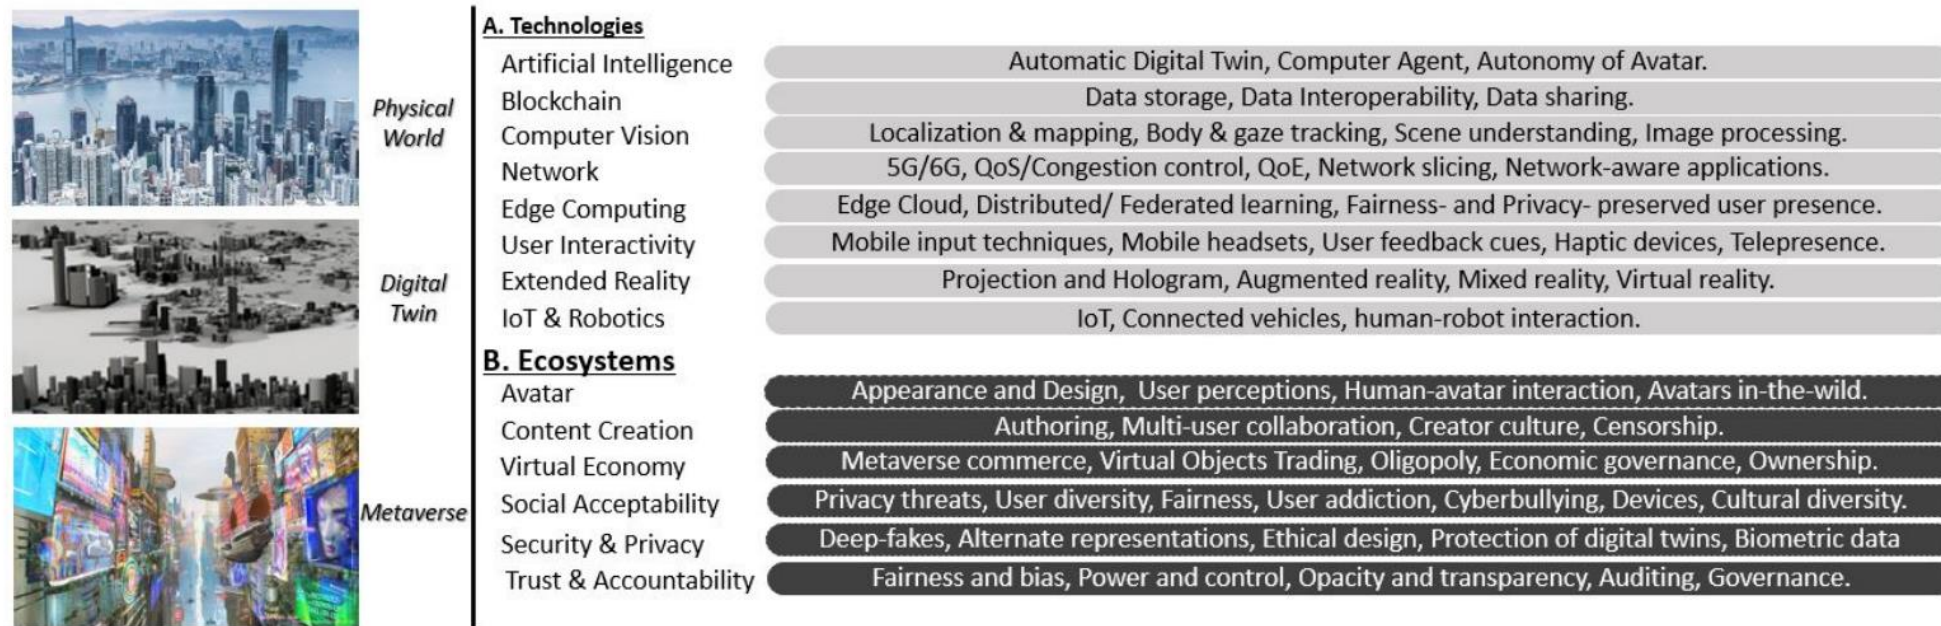 Physical
World
Digital
Twin
Metaverse
A. Technologies
Artificial Intelligence Automatic Digital Twin, Computer Agent, Autonomy of Avatar.
Blockchain Data storage, Data Interoperability, Data sharing.
Computer Vision Localization & mapping, Body & gaze tracking, Scene understanding, Image processing.
Network 5G/6G, QoS/Congestion control, QoE, Network slicing, Network-aware applications.
Edge Computing Edge Cloud, Distributed/ Federated learning, Fairness- and Privacy- preserved user presence.
User Interactivity Mobile input techniques, Mobile headsets, User feedback cues, Haptic devices, Telepresence.
Extended Reality Projection and Hologram, Augmented reality, Mixed reality, Virtual reality.
IoT & Robotics IoT, Connected vehicles, human-robot interaction.
B. Ecosystems
Avatar Appearance and Design, User perceptions, Human-avatar interaction, Avatars in-the-wild.
Content Creation Authoring, Multi-user collaboration, Creator culture, Censorship.
Virtual Economy Metaverse commerce, Virtual Objects Trading, Oligopoly, Economic governance, Ownership.
Social Acceptability Privacy threats, User diversity, Fairness, User addiction, Cyberbullying, Devices, Cultural diversity.
Security & Privacy Deep-fakes, Alternate representations, Ethical design, Protection of digital twins, Biometric data
Trust & Accountability Fairness and bias, Power and control, Opacity and transparency, Auditing, Governance.